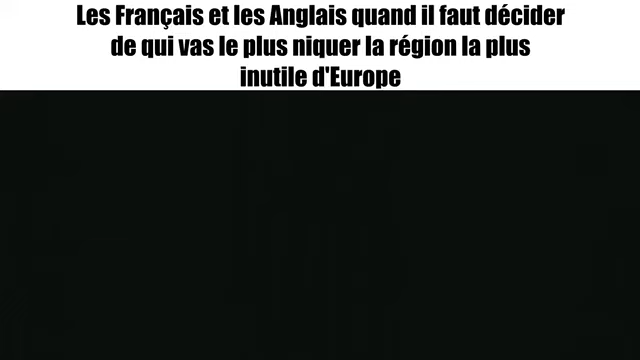 Les Français et les Anglais quand il faut décider
de qui vas le plus niquer la région la plus
inutile d'Europe